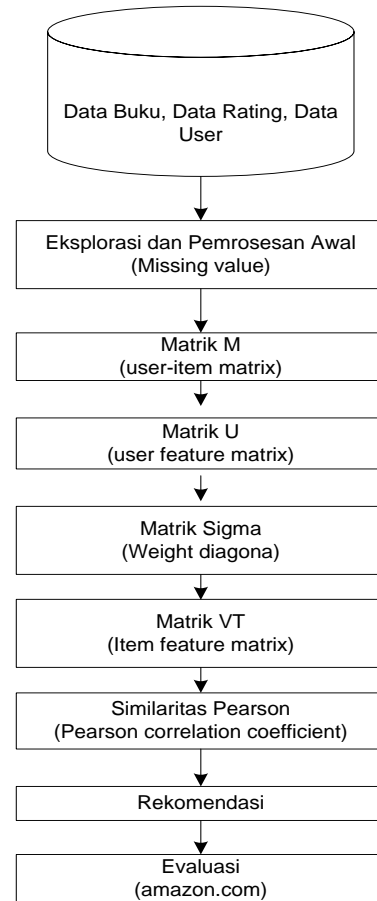 Data Buku, Data Rating, Data
User
Eksplorasi dan Pemrosesan Awal
(Missing value)
Matrik M
(user-item matrix)
Matrik U
(user feature matrix)
Matrik Sigma
(Weight diagona)
Matrik VT
(Item feature matrix)
Similaritas Pearson
(Pearson correlation coefficient)
Rekomendasi
Evaluasi
(amazon.com)